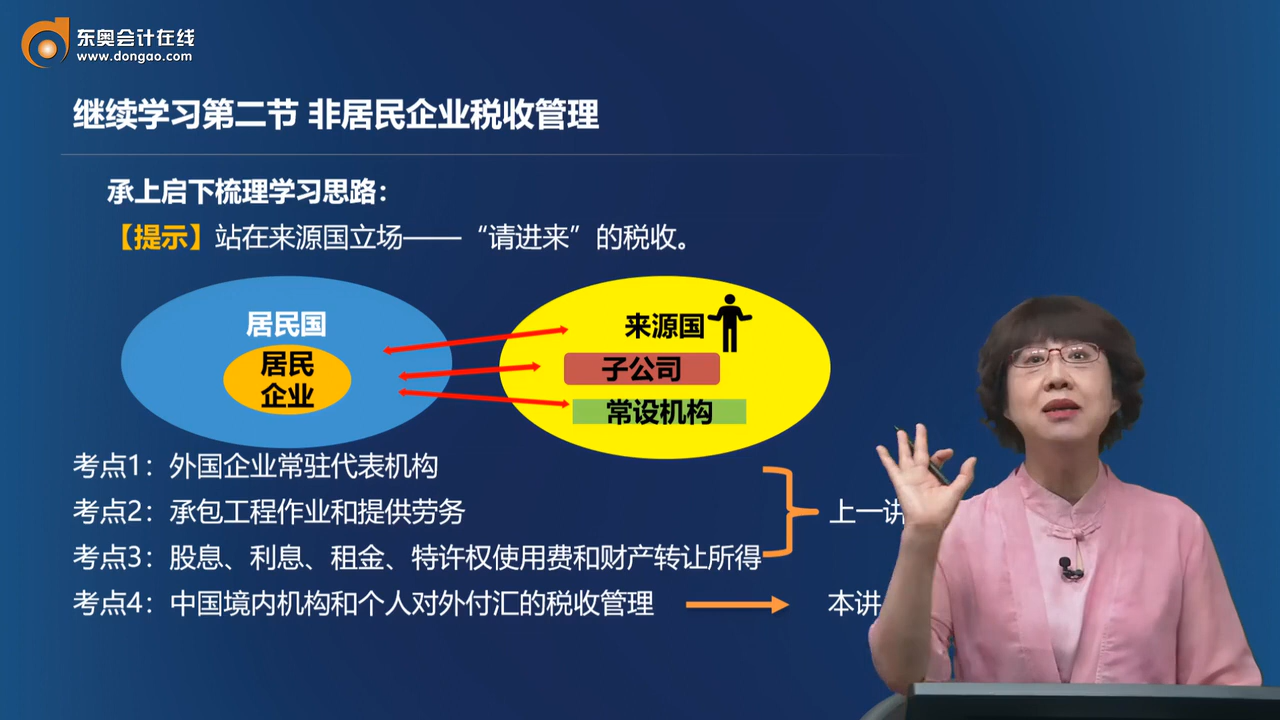 东奥会计在线
www.dongao.com
继续学习第二节 非居民企业税收管理
承上启下梳理学习思路：
【提示】站在来源国立场——“请进来”的税收。
居民国
居民
企业
来源国
子公司
常设机构
考点1：外国企业常驻代表机构
考点2：承包工程作业和提供劳务
上一讲
考点3：股息、利息、租金、特许权使用费和财产转让所得
考点4：中国境内机构和个人对外付汇的税收管理
本讲